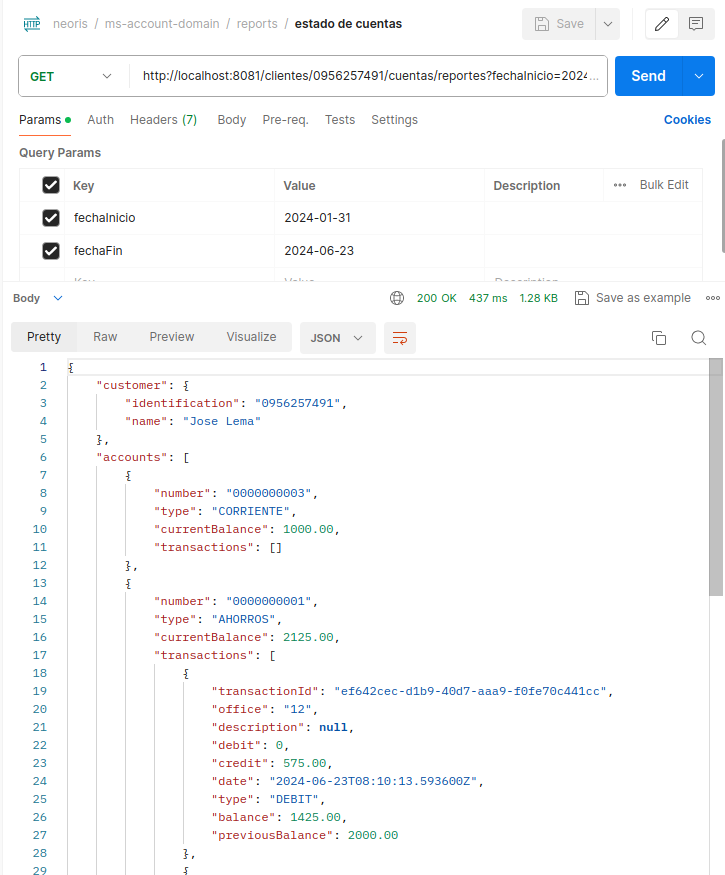 HTTP neoris / ms-account-domain / reports / estado de cuentas Save
GET http://localhost:8081/clientes/0956257491/cuentas/reportes?fechaInicio=2024... Send
Params Auth Headers (7) Body Pre-req. Tests Settings Cookies
Query Params
Key Value Description Bulk Edit
fechaInicio 2024-01-31
fechaFin 2024-06-23
Key Value Description
Body 200 OK 437 ms 1.28 KB Save as example
Pretty Raw Preview Visualize JSON
1 {
2 "customer": {
3 "identification": "0956257491",
4 "name": "Jose Lema"
5 },
6 "accounts": [
7 {
8 "number": "0000000003",
9 "type": "CORRIENTE",
10 "currentBalance": 1000.00,
11 "transactions": []
12 },
13 {
14 "number": "0000000001",
15 "type": "AHORROS",
16 "currentBalance": 2125.00,
17 "transactions": [
18 {
19 "transactionId": "ef642cec-d1b9-40d7-aaa9-f0fe70c441cc",
20 "office": "12",
21 "description": null,
22 "debit": 0,
23 "credit": 575.00,
24 "date": "2024-06-23T08:10:13.593600Z",
25 "type": "DEBIT",
26 "balance": 1425.00,
27 "previousBalance": 2000.00
28 },
29 {